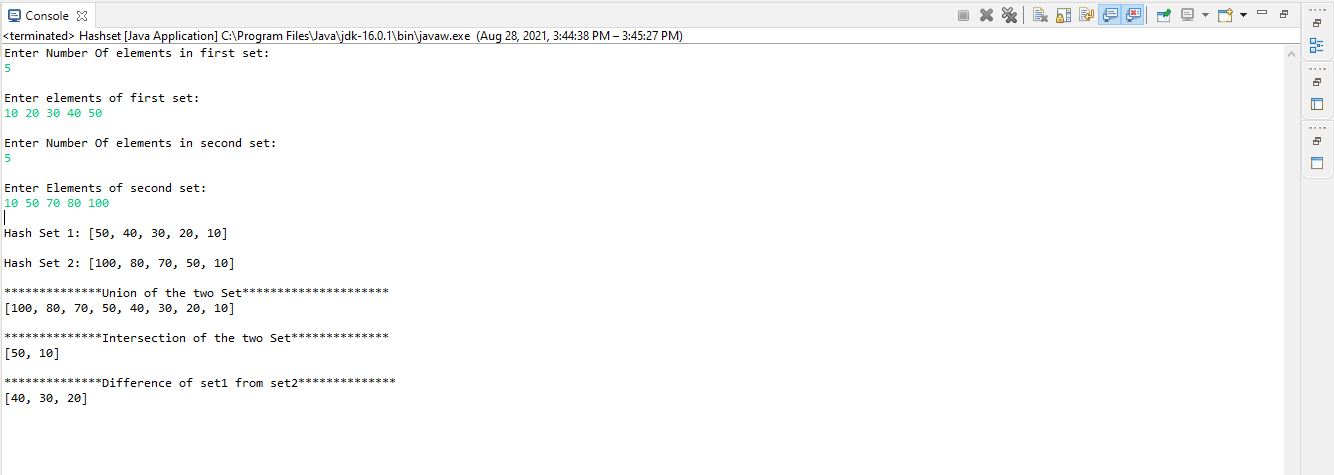 Console
<terminated> Hashset [Java Application] C:\Program Files\Java\jdk-16.0.1\bin\javaw.exe (Aug 28, 2021, 3:44:38 PM – 3:45:27 PM)
Enter Number Of elements in first set:
5
Enter elements of first set:
10 20 30 40 50
Enter Number Of elements in second set:
5
Enter Elements of second set:
10 50 70 80 100
Hash Set 1: [50, 40, 30, 20, 10]
Hash Set 2: [100, 80, 70, 50, 10]
**************Union of the two Set*********************
[100, 80, 70, 50, 40, 30, 20, 10]
**************Intersection of the two Set**************
[50, 10]
**************Difference of set1 from set2**************
[40, 30, 20]